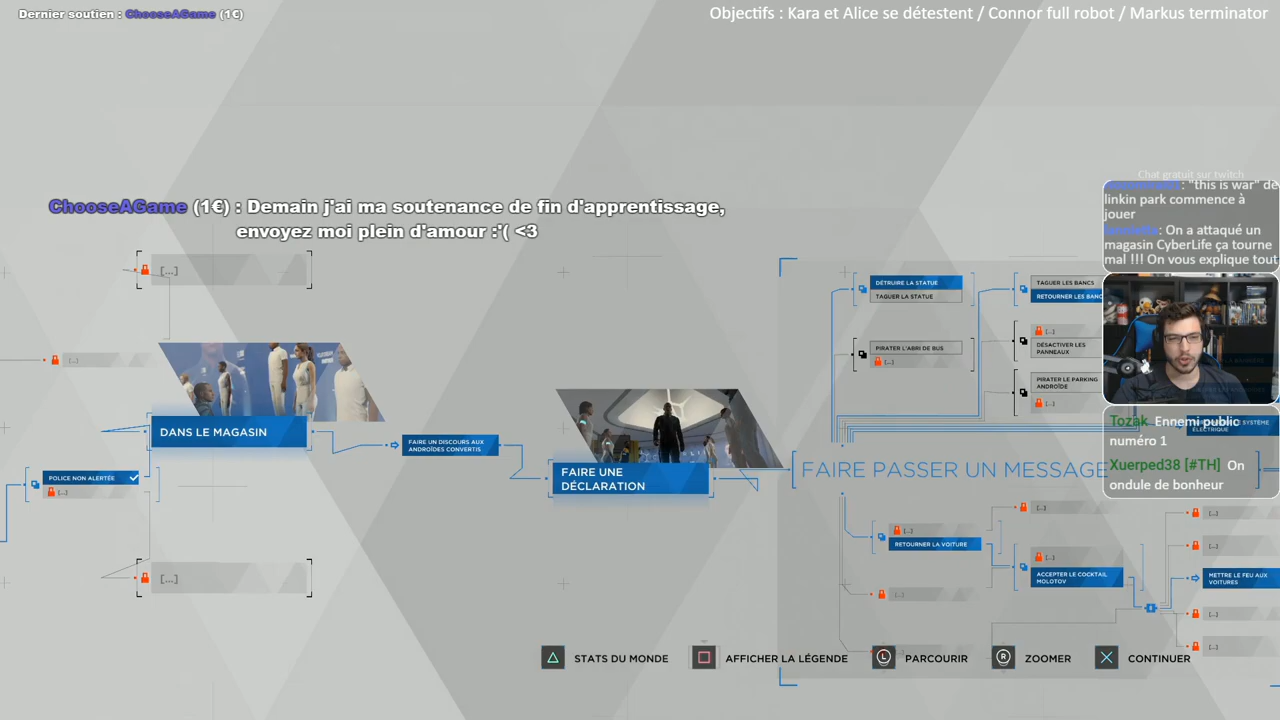 Dernier soutien : ChooseAGame (1€)
Objectifs : Kara et Alice se détestent / Connor full robot / Markus terminator
ChooseAGame (1€) : Demain j'ai ma soutenance de fin d'apprentissage,
envoyez moi plein d'amour :'( <3
Chat gratuit sur twitch
: "this is war" de
linkin park commence à
jouer
: On a attaqué un
magasin CyberLife ça tourne
mal !!! On vous explique tout
[...]
[...]
DANS LE MAGASIN
FAIRE UN DISCOURS AUX
ANDROÏDES CONVERTIS
POLICE NON ALERTÉE
[...]
[...]
FAIRE UNE
DÉCLARATION
DÉTRUIRE LA STATUE
TAGUER LA STATUE
TAGUER LES BANCS
RETOURNER LES BANC
PIRATER L'ABRI DE BUS
[...]
[...]
DÉSACTIVER LES
PANNEAUX
PIRATER LE PARKING
ANDROÏDE
[...]
FAIRE PASSER UN MESSAGE
E SYSTÈME
ÉLECTRIQUE
Tozak: Ennemi public
numéro 1
Xuerped38 [#TH] On
ondule de bonheur
[...]
RETOURNER LA VOITURE
[...]
[...]
[...]
ACCEPTER LE COCKTAIL
MOLOTOV
[...]
[...]
METTRE LE FEU AUX
VOITURES
[...]
[...]
STATS DU MONDE
AFFICHER LA LÉGENDE
L
PARCOURIR
R
ZOOMER
CONTINUER